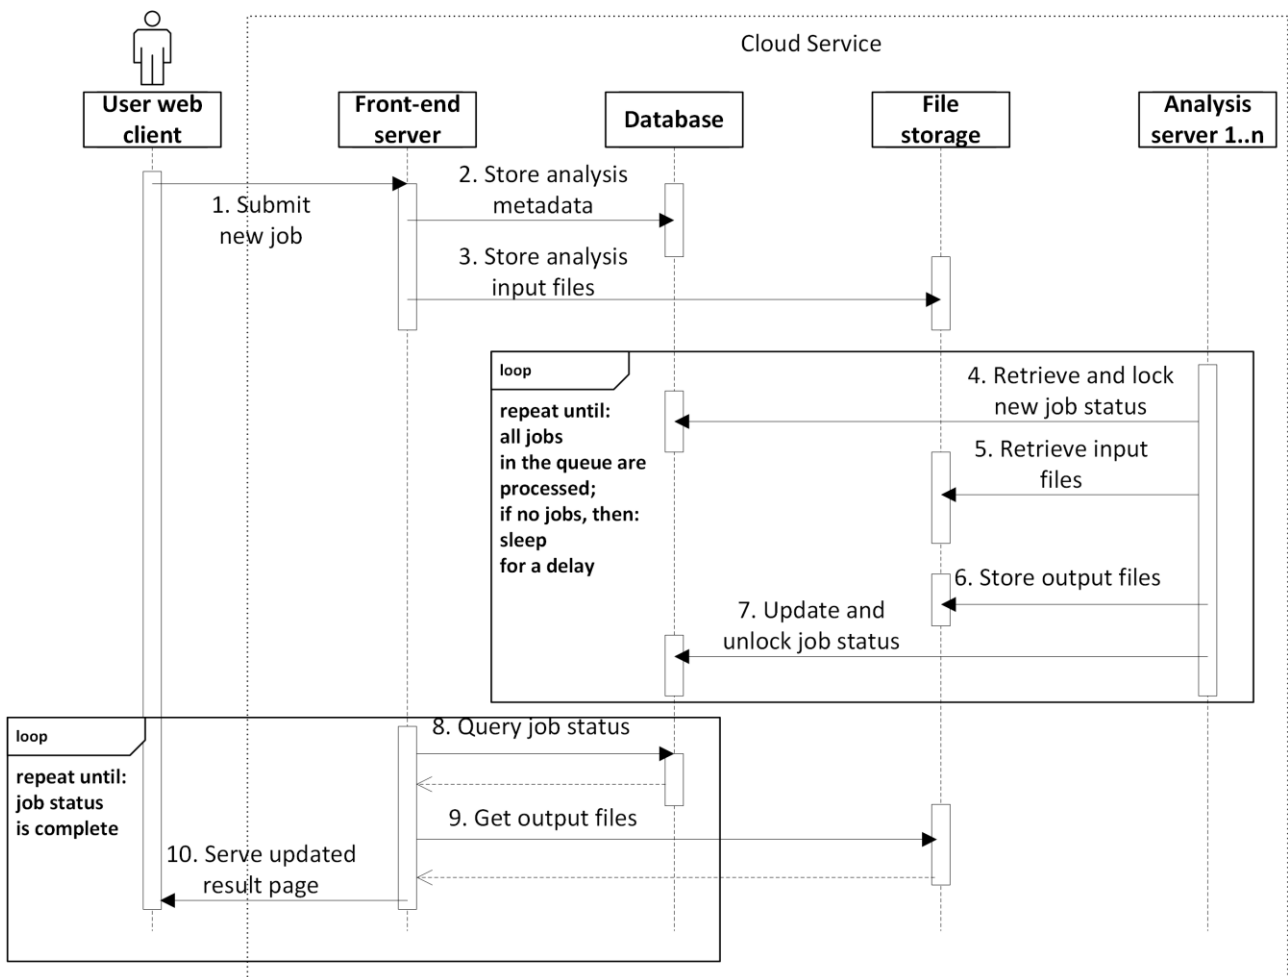 Cloud Service
User web
client
Front-end
server
Database
File
storage
Analysis
server 1..n
1. Submit
new job
2. Store analysis
metadata
3. Store analysis
input files
loop
repeat until:
all jobs
in the queue are
processed;
if no jobs, then:
sleep
for a delay
4. Retrieve and lock
new job status
5. Retrieve input
files
6. Store output files
7. Update and
unlock job status
loop
repeat until:
job status
is complete
8. Query job status
9. Get output files
10. Serve updated
result page